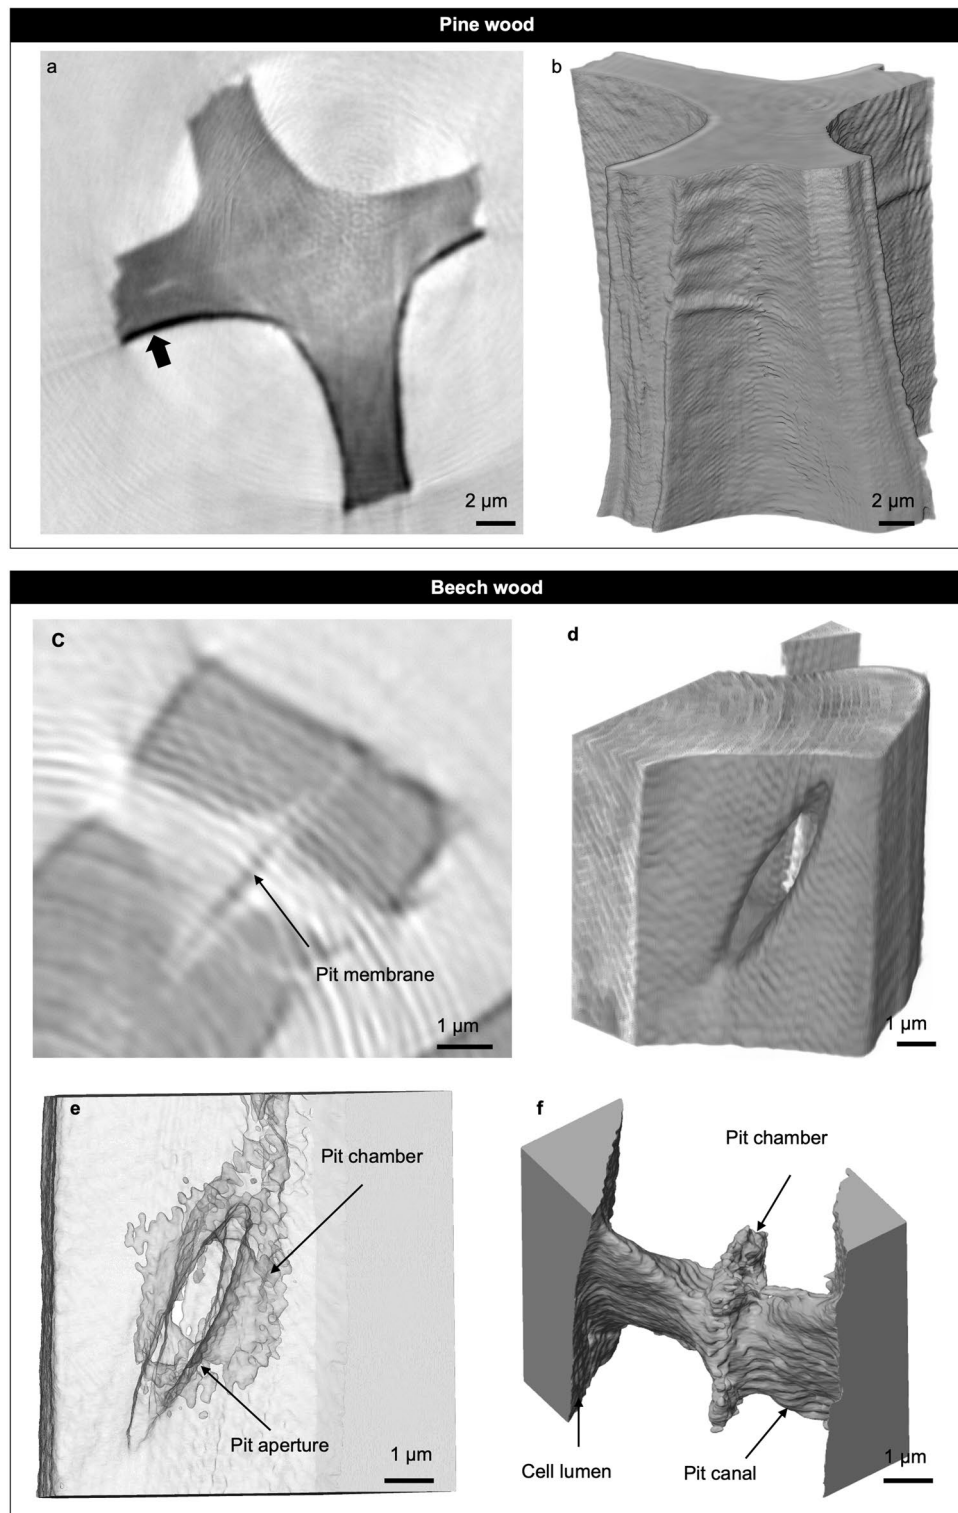 Pine wood
a
b
2 µm
2 µm
Beech wood
c
d
Pit membrane
1 µm
1 µm
e
f
Pit chamber
Pit chamber
Pit aperture
1 µm
Cell lumen
Pit canal
1 µm